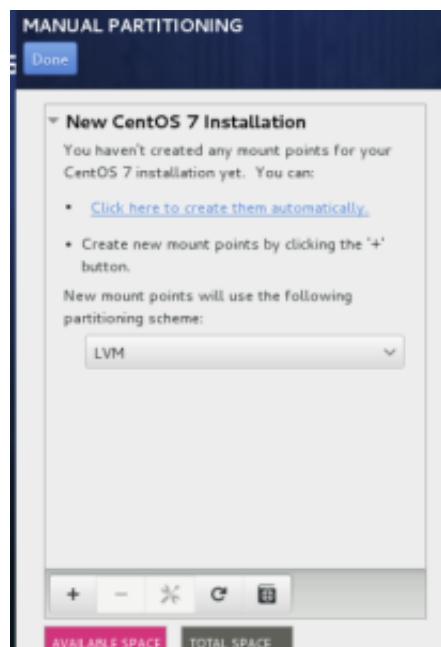 MANUAL PARTITIONING
Done
New CentOS 7 Installation
You haven't created any mount points for your
CentOS 7 installation yet. You can:
• Click here to create them automatically.
• Create new mount points by clicking the '+'
button.
New mount points will use the following
partitioning scheme:
LVM
+ −
AVAILABLE SPACE TOTAL SPACE